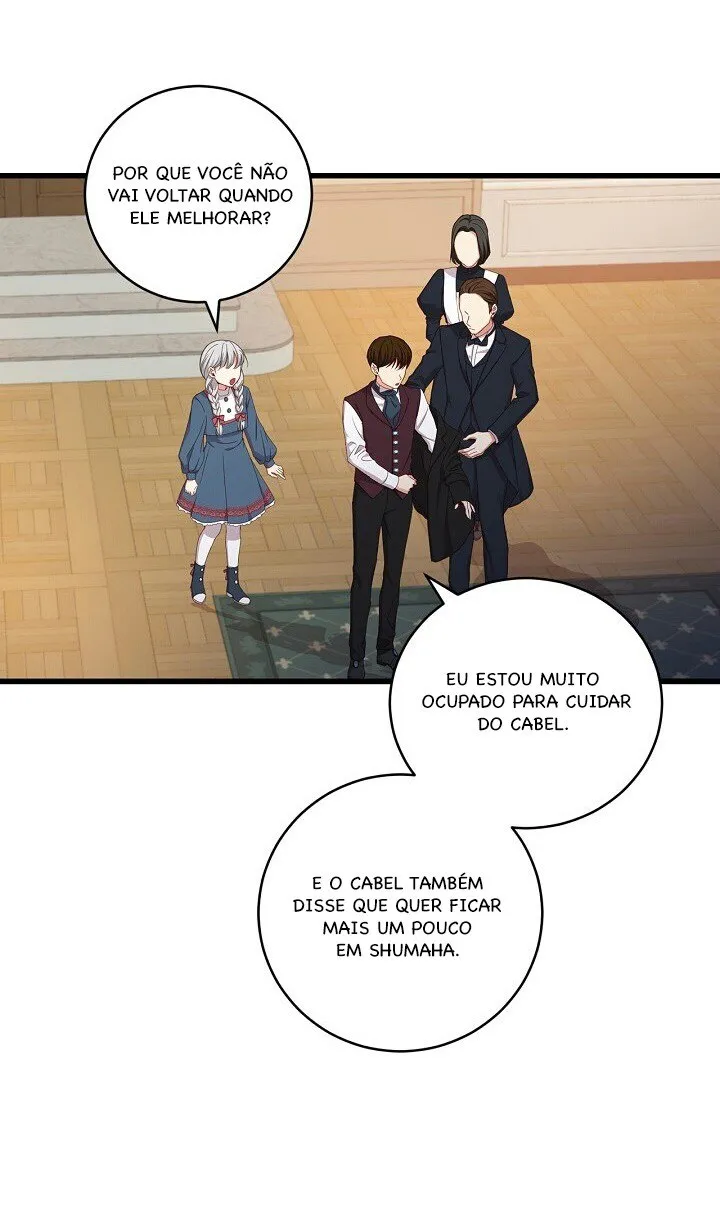 POR QUE VOCÊ NÃO
VAI VOLTAR QUANDO
ELE MELHORAR?
EU ESTOU MUITO
OCUPADO PARA CUIDAR
DO CABEL.
E O CABEL TAMBÉM
DISSE QUE QUER FICAR
MAIS UM POUCO
EM SHUMAHA.